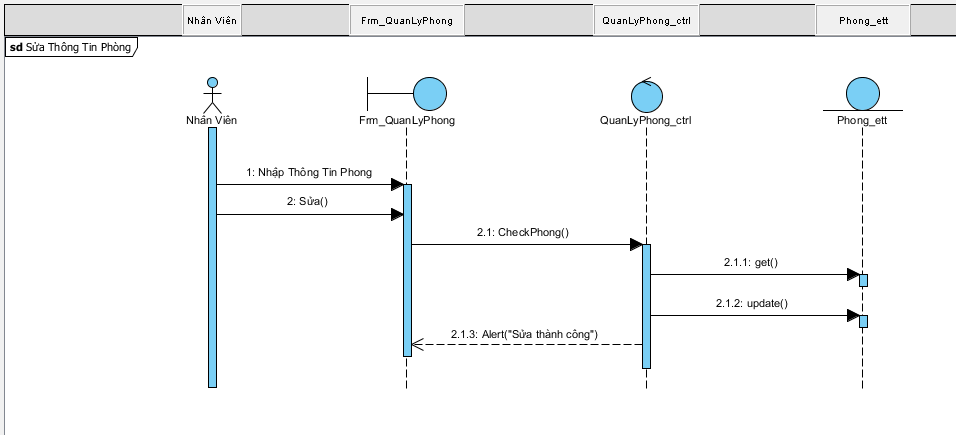 Nhân Viên Frm_QuanLyPhong QuanLyPhong_ctrl Phong_ett
sd Sửa Thông Tin Phòng
Nhân Viên Frm_QuanLyPhong QuanLyPhong_ctrl Phong_ett
1: Nhập Thông Tin Phong
2: Sửa()
2.1: CheckPhong()
2.1.1: get()
2.1.2: update()
2.1.3: Alert("Sửa thành công")